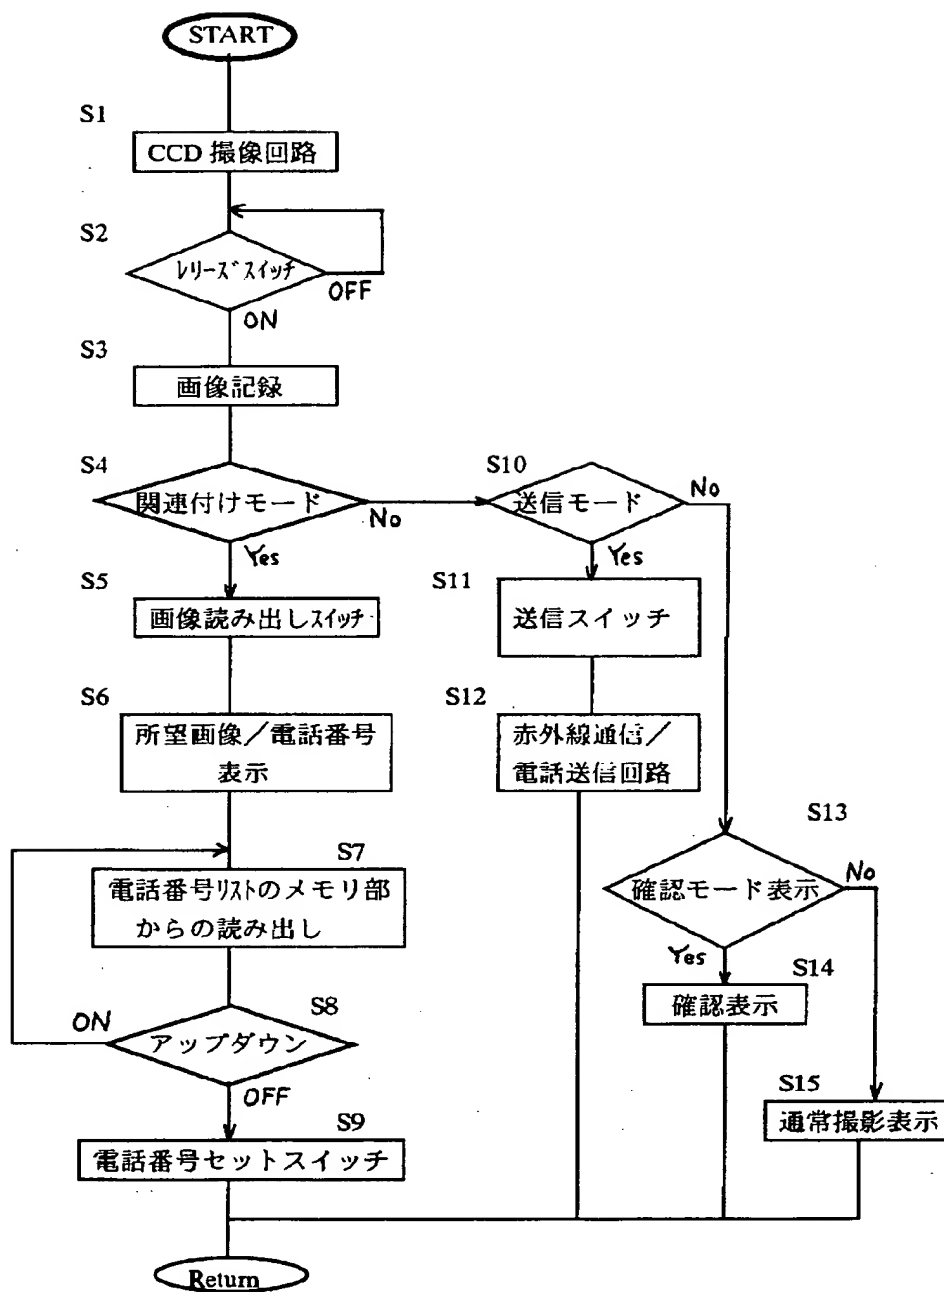 START
S1
CCD 撮像回路
S2
レリーズスイッチ
OFF
ON
S3
画像記録
S4
関連付けモード
No
Yes
S5
画像読み出しスイッチ
S6
所望画像／電話番号
表示
S7
電話番号リストのメモリ部
からの読み出し
S8
アップダウン
ON
OFF
S9
電話番号セットスイッチ
S10
送信モード
No
Yes
S11
送信スイッチ
S12
赤外線通信／
電話送信回路
S13
確認モード表示
No
Yes
S14
確認表示
S15
通常撮影表示
Return